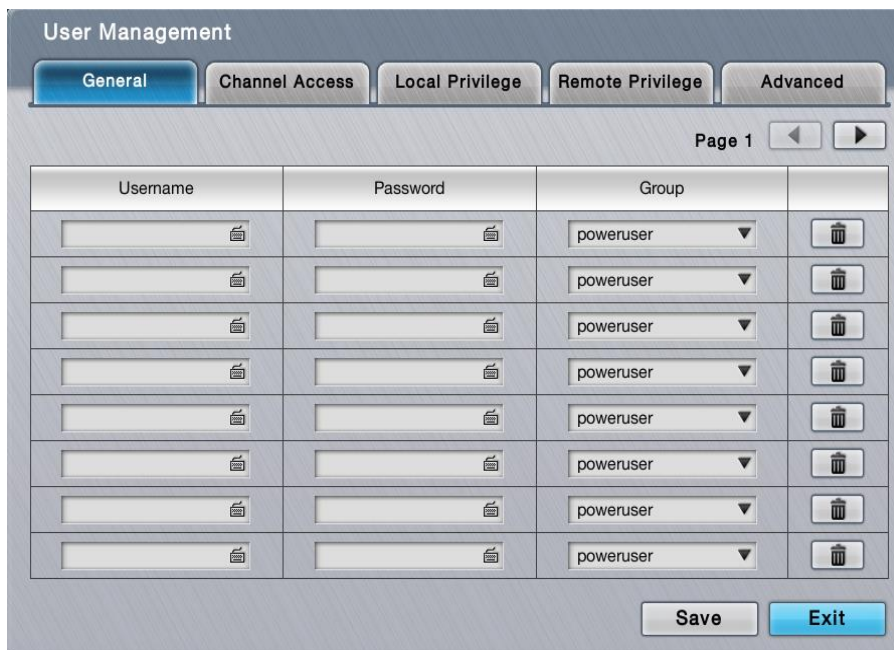 User Management
General Channel Access Local Privilege Remote Privilege Advanced
Page 1
Username Password Group
poweruser
poweruser
poweruser
poweruser
poweruser
poweruser
poweruser
poweruser
Save Exit